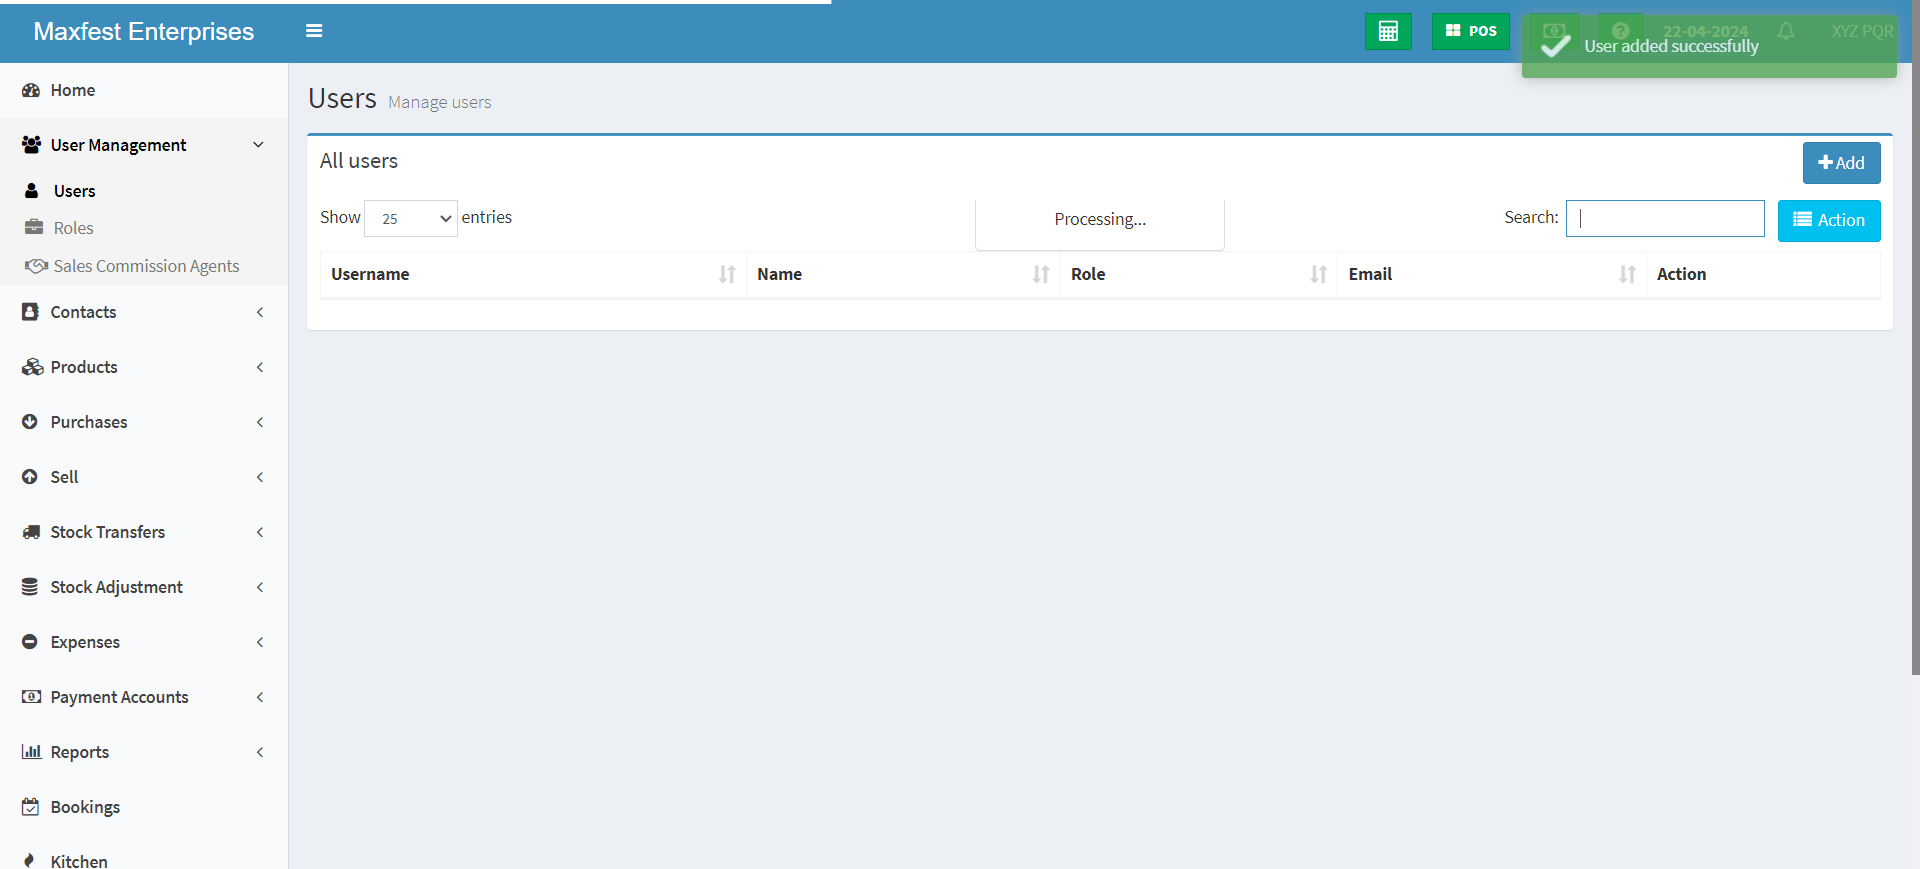 Maxfest Enterprises
POS
22-04-2024
XYZ PQR
User added successfully
Home
User Management
Users
Roles
Sales Commission Agents
Contacts
Products
Purchases
Sell
Stock Transfers
Stock Adjustment
Expenses
Payment Accounts
Reports
Bookings
Kitchen
Users Manage users
All users
Add
Show 25 entries
Processing...
Search:
Action
Username Name Role Email Action